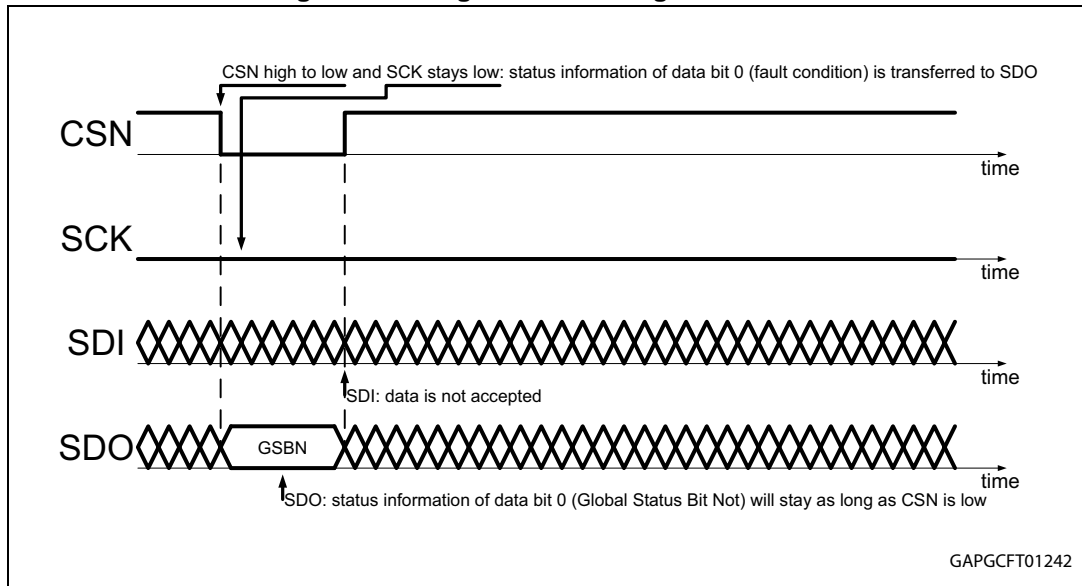 CSN high to low and SCK stays low: status information of data bit 0 (fault condition) is transferred to SDO
CSN
time
SCK
time
SDI
time
SDI: data is not accepted
SDO
GSBN
time
SDO: status information of data bit 0 (Global Status Bit Not) will stay as long as CSN is low
GAPGCFT01242